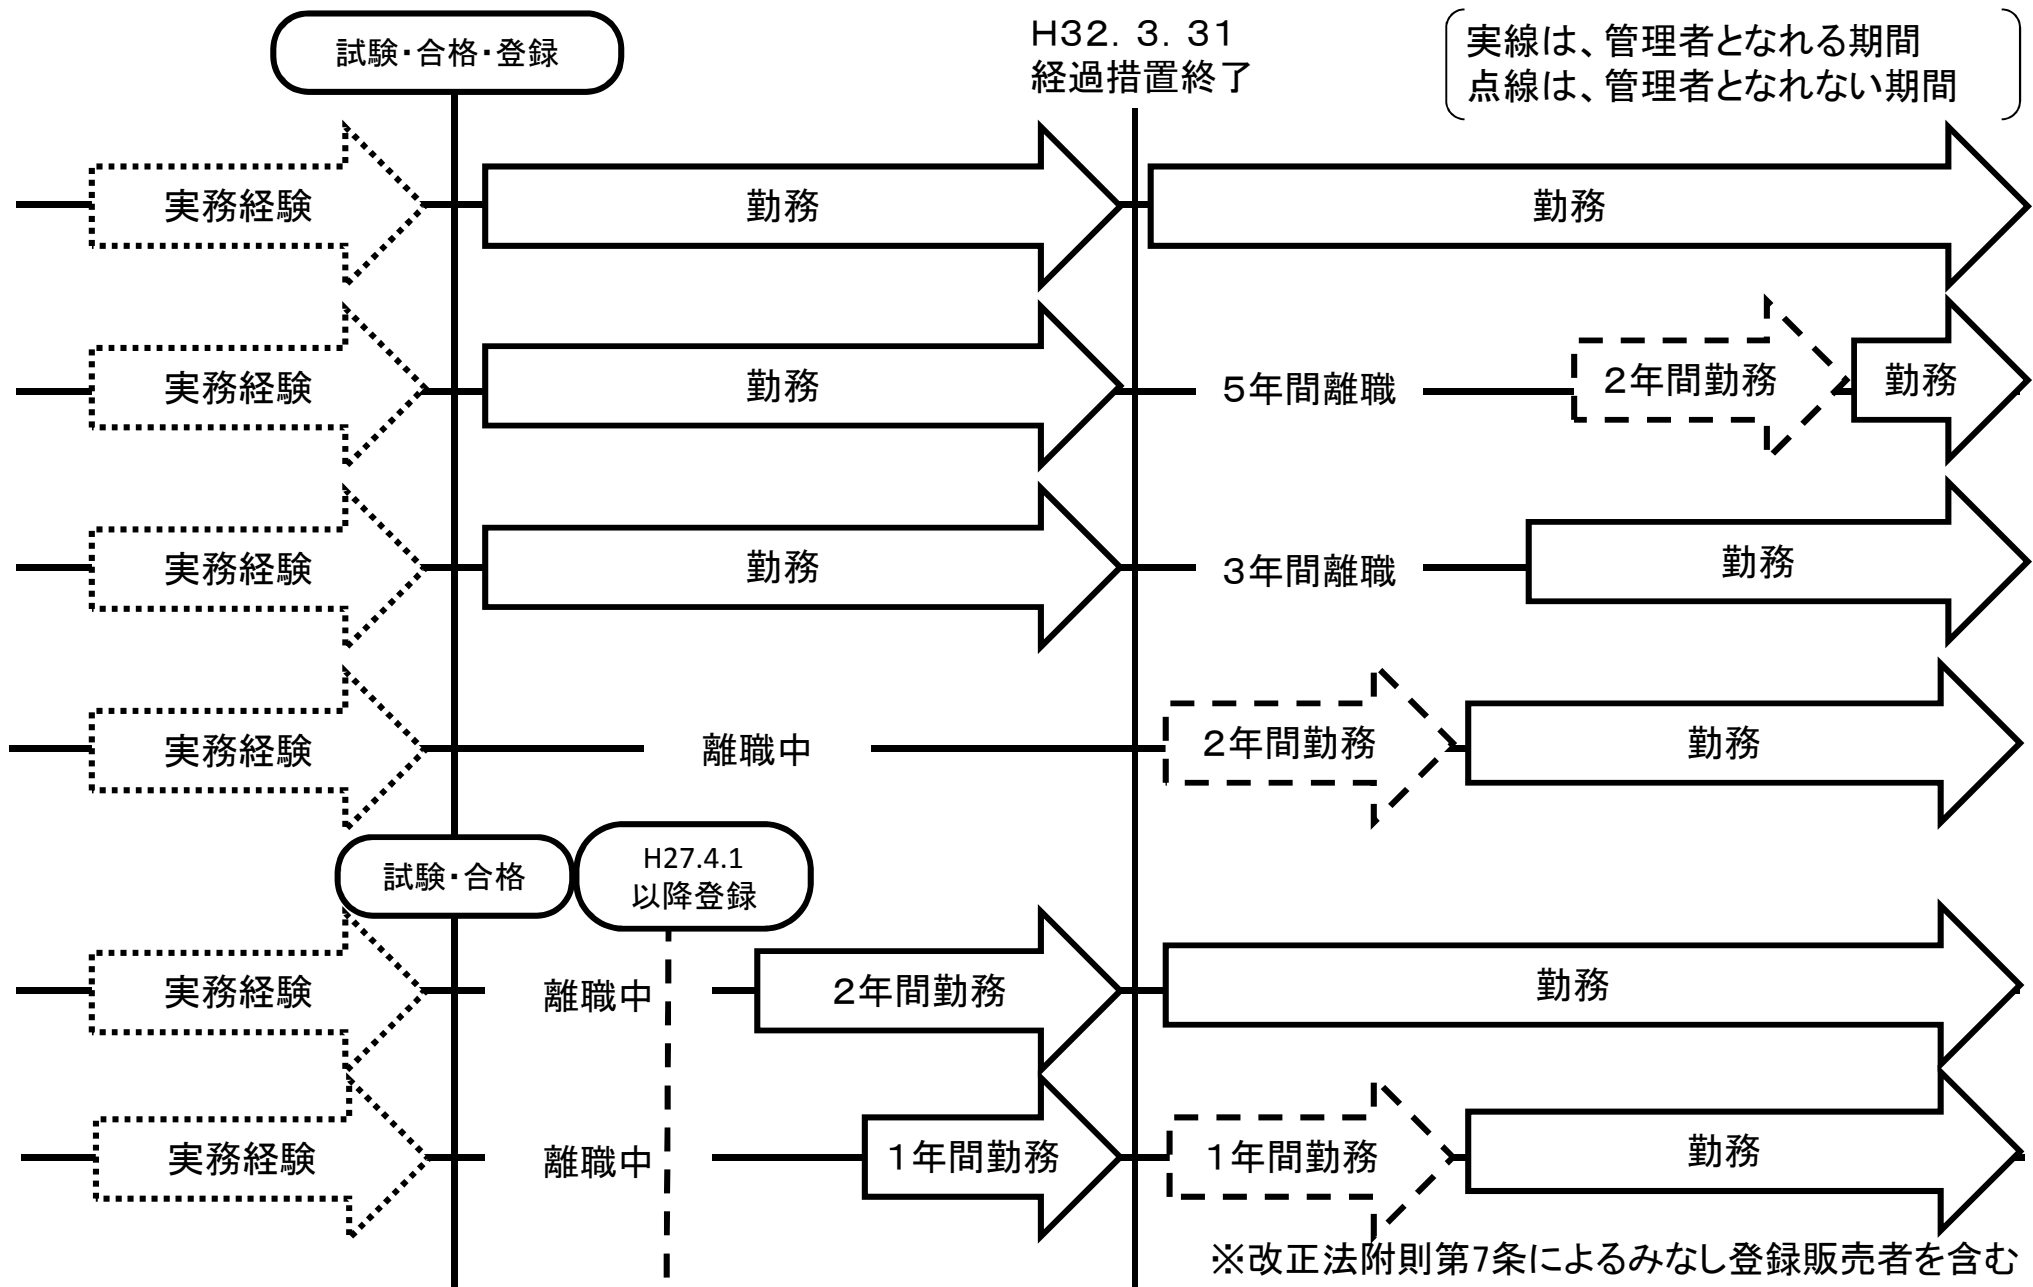 試験・合格・登録
H32．3．31
経過措置終了
実線は、管理者となれる期間
点線は、管理者となれない期間
実務経験
勤務
勤務
実務経験
勤務
5年間離職
2年間勤務
勤務
実務経験
勤務
3年間離職
勤務
実務経験
離職中
2年間勤務
勤務
試験・合格
H27.4.1
以降登録
実務経験
離職中
2年間勤務
勤務
実務経験
離職中
1年間勤務
1年間勤務
勤務
※改正法附則第7条によるみなし登録販売者を含む